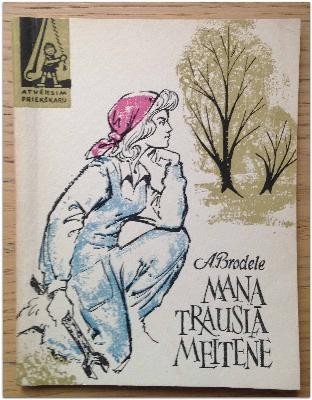 ATVĒRSIM
PRIEKŠKARU
A. Brodele
MANA
TRAUSLĀ
MEITENE